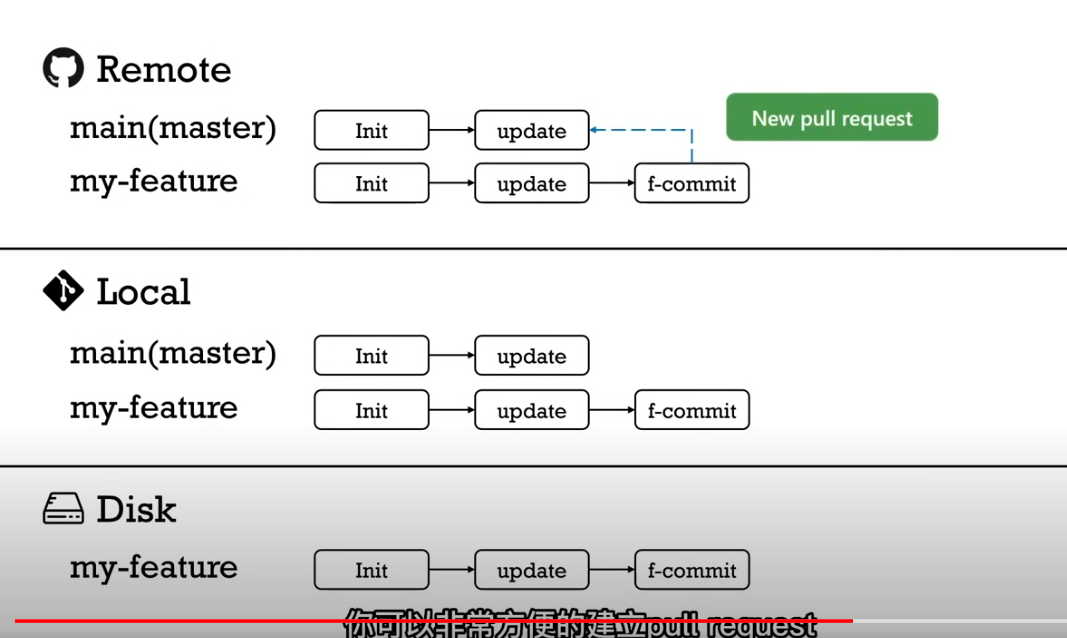 Remote
main(master) Init update New pull request
my-feature Init update f-commit
Local
main(master) Init update
my-feature Init update f-commit
Disk
my-feature Init update f-commit
你可以非常方便的建立pull request